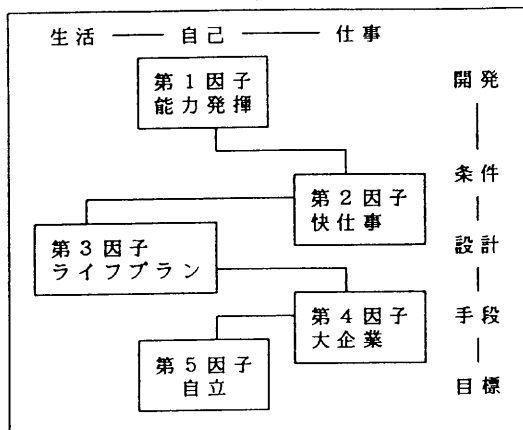 生活 ── 自己 ── 仕事
第1因子
能力発揮
開発
第2因子
快仕事
条件
第3因子
ライフプラン
設計
第4因子
大企業
手段
第5因子
自立
目標